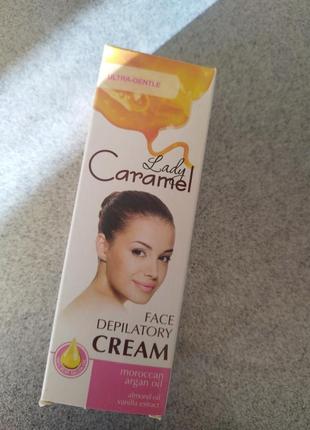 ULTRA-GENTLE
Lady
Caramel
FACE
DEPILATORY
CREAM
moroccan
argan oil
almond oil
vanilla extract